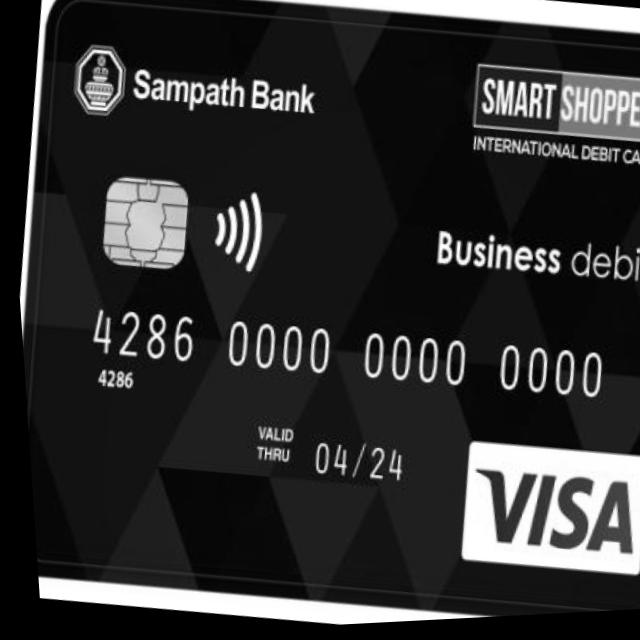 Sampath Bank
SMART SHOPPE
INTERNATIONAL DEBIT CA
Business debi
4286 0000 0000 0000
4286
VALID
THRU 04/24
VISA